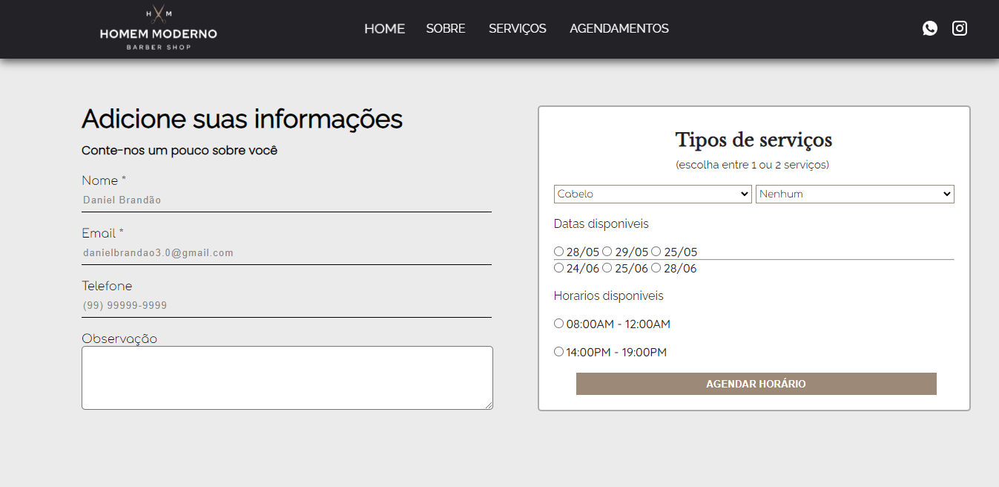 H M
HOMEM MODERNO
BARBER SHOP
HOME SOBRE SERVIÇOS AGENDAMENTOS
Adicione suas informações
Conte-nos um pouco sobre você
Nome *
Daniel Brandão
Email *
danielbrandao3.0@gmail.com
Telefone
(99) 99999-9999
Observação
Tipos de serviços
(escolha entre 1 ou 2 serviços)
Cabelo Nenhum
Datas disponiveis
28/05 29/05 25/05
24/06 25/06 28/06
Horarios disponiveis
08:00AM - 12:00AM
14:00PM - 19:00PM
AGENDAR HORÁRIO